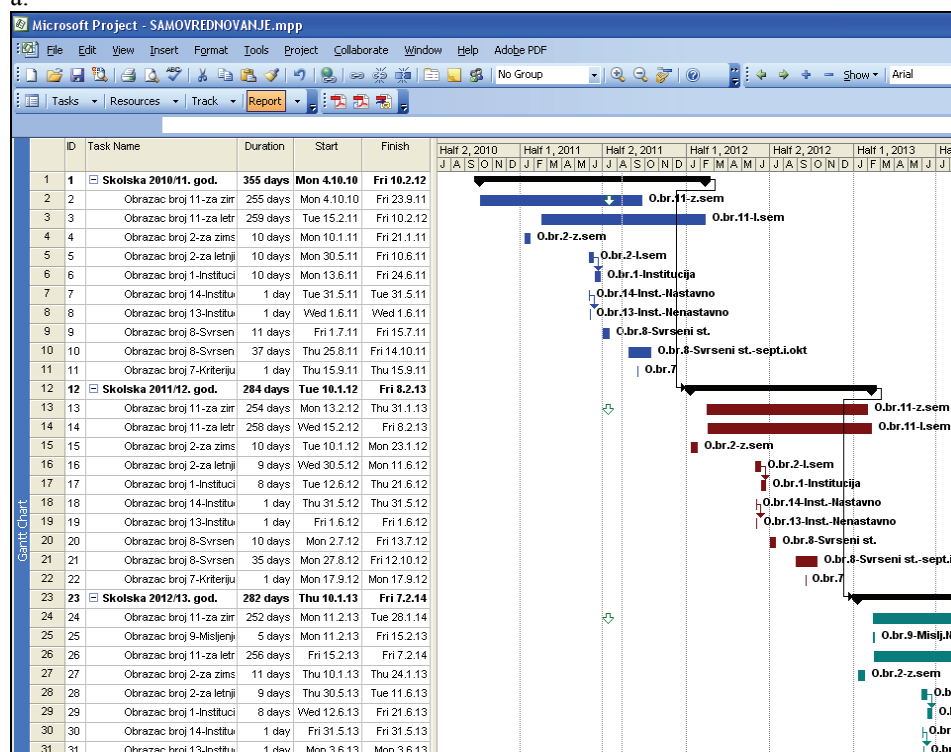 a.
Microsoft Project - SAMOVREDNOVANJE.mpp
File Edit View Insert Format Tools Project Collaborate Window Help Adobe PDF
No Group Show Arial
Tasks Resources Track Report
ID Task Name Duration Start Finish Half 2, 2010 Half 1, 2011 Half 2, 2011 Half 1, 2012 Half 2, 2012 Half 1, 2013 Ha
J A S O N D J F M A M J J A S O N D J F M A M J J A S O N D J F M A M J J
1 1 Skolska 2010/11. god. 355 days Mon 4.10.10 Fri 10.2.12
2 2 Obrazac broj 11-za zim 255 days Mon 4.10.10 Fri 23.9.11 O.br.11-z.sem
3 3 Obrazac broj 11-za let 259 days Tue 15.2.11 Fri 10.2.12 O.br.11-l.sem
4 4 Obrazac broj 2-za zims 10 days Mon 10.1.11 Fri 21.1.11 O.br.2-z.sem
5 5 Obrazac broj 2-za letnji 10 days Mon 30.5.11 Fri 10.6.11 O.br.2-l.sem
6 6 Obrazac broj 1-Instituci 10 days Mon 13.6.11 Fri 24.6.11 O.br.1-Institucija
7 7 Obrazac broj 14-Institu 1 day Tue 31.5.11 Tue 31.5.11 O.br.14-Inst.-Nastavno
8 8 Obrazac broj 13-Institu 1 day Wed 1.6.11 Wed 1.6.11 O.br.13-Inst.-Nenastavno
9 9 Obrazac broj 8-Svrsen 11 days Fri 1.7.11 Fri 15.7.11 O.br.8-Svrseni st.
10 10 Obrazac broj 8-Svrsen 37 days Thu 25.8.11 Fri 14.10.11 O.br.8-Svrseni st.-sept.i.okt
11 11 Obrazac broj 7-Kriteriju 1 day Thu 15.9.11 Thu 15.9.11 O.br.7
12 12 Skolska 2011/12. god. 284 days Tue 10.1.12 Fri 8.2.13
13 13 Obrazac broj 11-za zim 254 days Mon 13.2.12 Thu 31.1.13 O.br.11-z.sem
14 14 Obrazac broj 11-za let 258 days Wed 15.2.12 Fri 8.2.13 O.br.11-l.sem
15 15 Obrazac broj 2-za zims 10 days Tue 10.1.12 Mon 23.1.12 O.br.2-z.sem
16 16 Obrazac broj 2-za letnji 9 days Wed 30.5.12 Mon 11.6.12 O.br.2-l.sem
17 17 Obrazac broj 1-Instituci 8 days Tue 12.6.12 Thu 21.6.12 O.br.1-Institucija
18 18 Obrazac broj 14-Institu 1 day Thu 31.5.12 Thu 31.5.12 O.br.14-Inst.-Nastavno
19 19 Obrazac broj 13-Institu 1 day Fri 1.6.12 Fri 1.6.12 O.br.13-Inst.-Nenastavno
20 20 Obrazac broj 8-Svrsen 10 days Mon 2.7.12 Fri 13.7.12 O.br.8-Svrseni st.
21 21 Obrazac broj 8-Svrsen 35 days Mon 27.8.12 Fri 12.10.12 O.br.8-Svrseni st.-sept.i
22 22 Obrazac broj 7-Kriteriju 1 day Mon 17.9.12 Mon 17.9.12 O.br.7
23 23 Skolska 2012/13. god. 282 days Thu 10.1.13 Fri 7.2.14
24 24 Obrazac broj 11-za zim 252 days Mon 11.2.13 Tue 28.1.14
25 25 Obrazac broj 9-Misljenj 5 days Mon 11.2.13 Fri 15.2.13 O.br.9-Mislj.N
26 26 Obrazac broj 11-za let 256 days Fri 15.2.13 Fri 7.2.14
27 27 Obrazac broj 2-za zims 11 days Thu 10.1.13 Thu 24.1.13 O.br.2-z.sem
28 28 Obrazac broj 2-za letnji 9 days Thu 30.5.13 Tue 11.6.13 O.b
29 29 Obrazac broj 1-Instituci 8 days Wed 12.6.13 Fri 21.6.13 O.
30 30 Obrazac broj 14-Institu 1 day Fri 31.5.13 Fri 31.5.13 O.br
31 31 Obrazac broj 13-Institu 1 day Mon 3.6.13 Mon 3.6.13 O.br
Gantt Chart